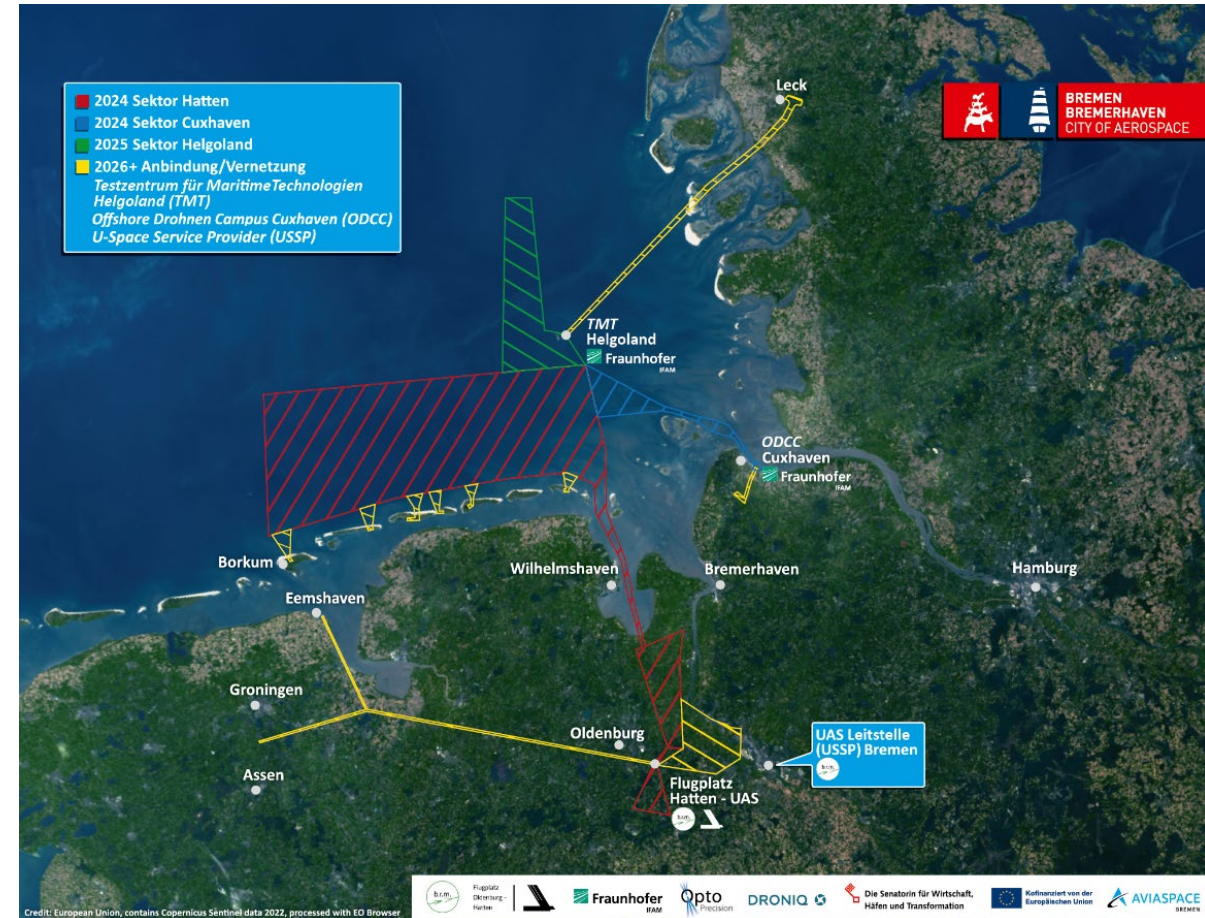 2024 Sektor Hatten
2024 Sektor Cuxhaven
2025 Sektor Helgoland
2026+ Anbindung/Vernetzung
Testzentrum für MaritimeTechnologien
Helgoland (TMT)
Offshore Drohnen Campus Cuxhaven (ODCC)
U-Space Service Provider (USSP)
BREMEN
BREMERHAVEN
CITY OF AEROSPACE
Leck
TMT
Helgoland
Fraunhofer
IFAM
ODCC
Cuxhaven
Fraunhofer
IFAM
Borkum
Wilhelmshaven
Bremerhaven
Hamburg
Eemshaven
Groningen
Oldenburg
Assen
UAS Leitstelle
(USSP) Bremen
b.r.m.
Flugplatz
Hatten - UAS
b.r.m.
b.r.m.
Flugplatz
Oldenburg -
Hatten
Fraunhofer
IFAM
Opto
Precision
DRONIQ
Die Senatorin für Wirtschaft,
Häfen und Transformation
Kofinanziert von der
Europäischen Union
AVIASPACE
BREMEN
Credit: European Union, contains Copernicus Sentinel data 2022, processed with EO Browser